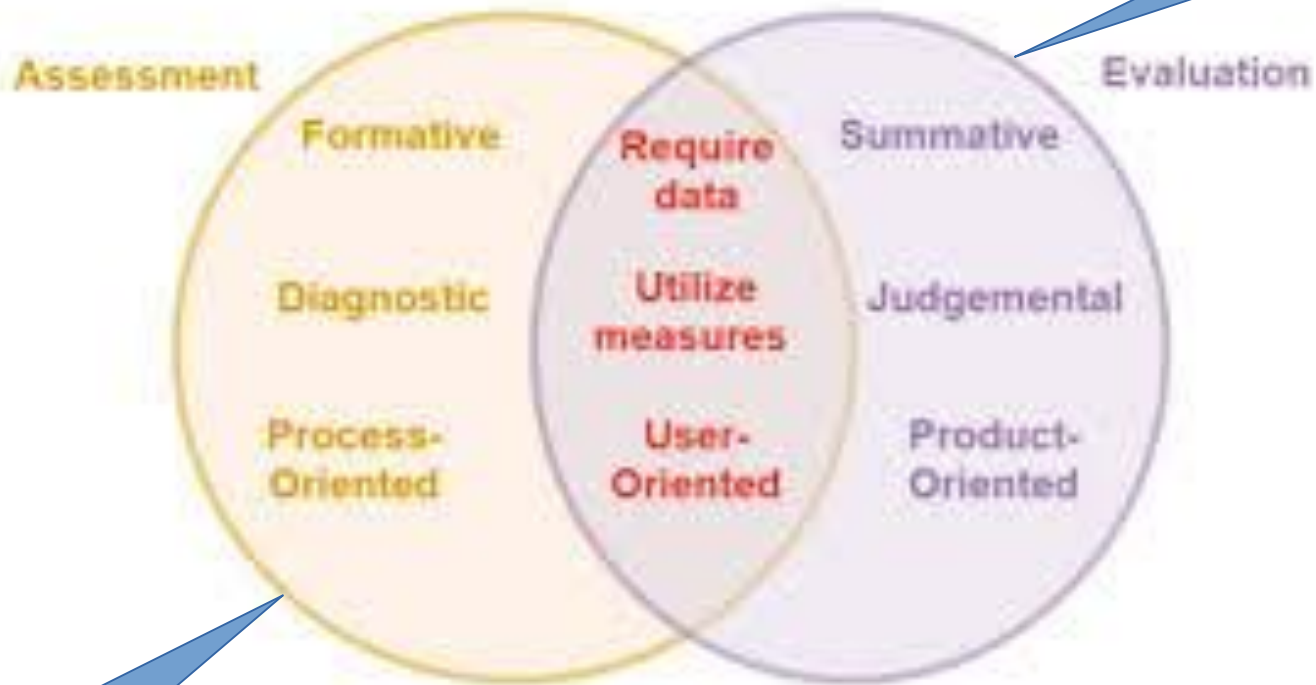 Assessment
Evaluation
Formative
Diagnostic
Process-
Oriented
Require
data
Utilize
measures
User-
Oriented
Summative
Judgemental
Product-
Oriented